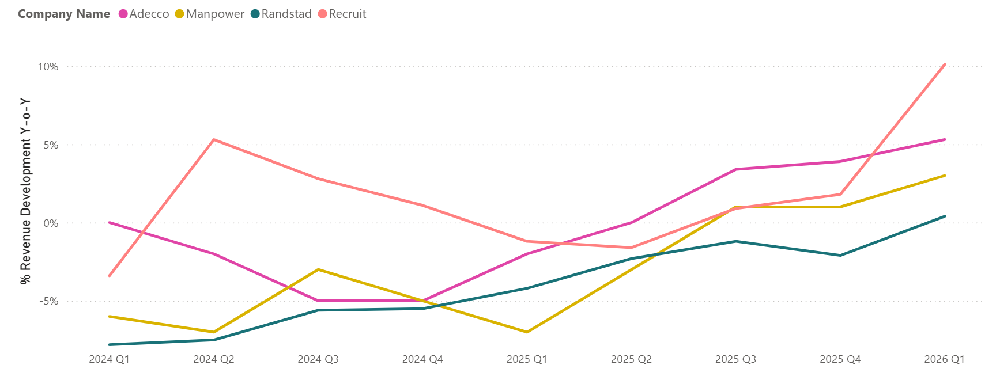 Company Name Adecco Manpower Randstad Recruit
% Revenue Development Y-o-Y
10%
5%
0%
-5%
2024 Q1 2024 Q2 2024 Q3 2024 Q4 2025 Q1 2025 Q2 2025 Q3 2025 Q4 2026 Q1